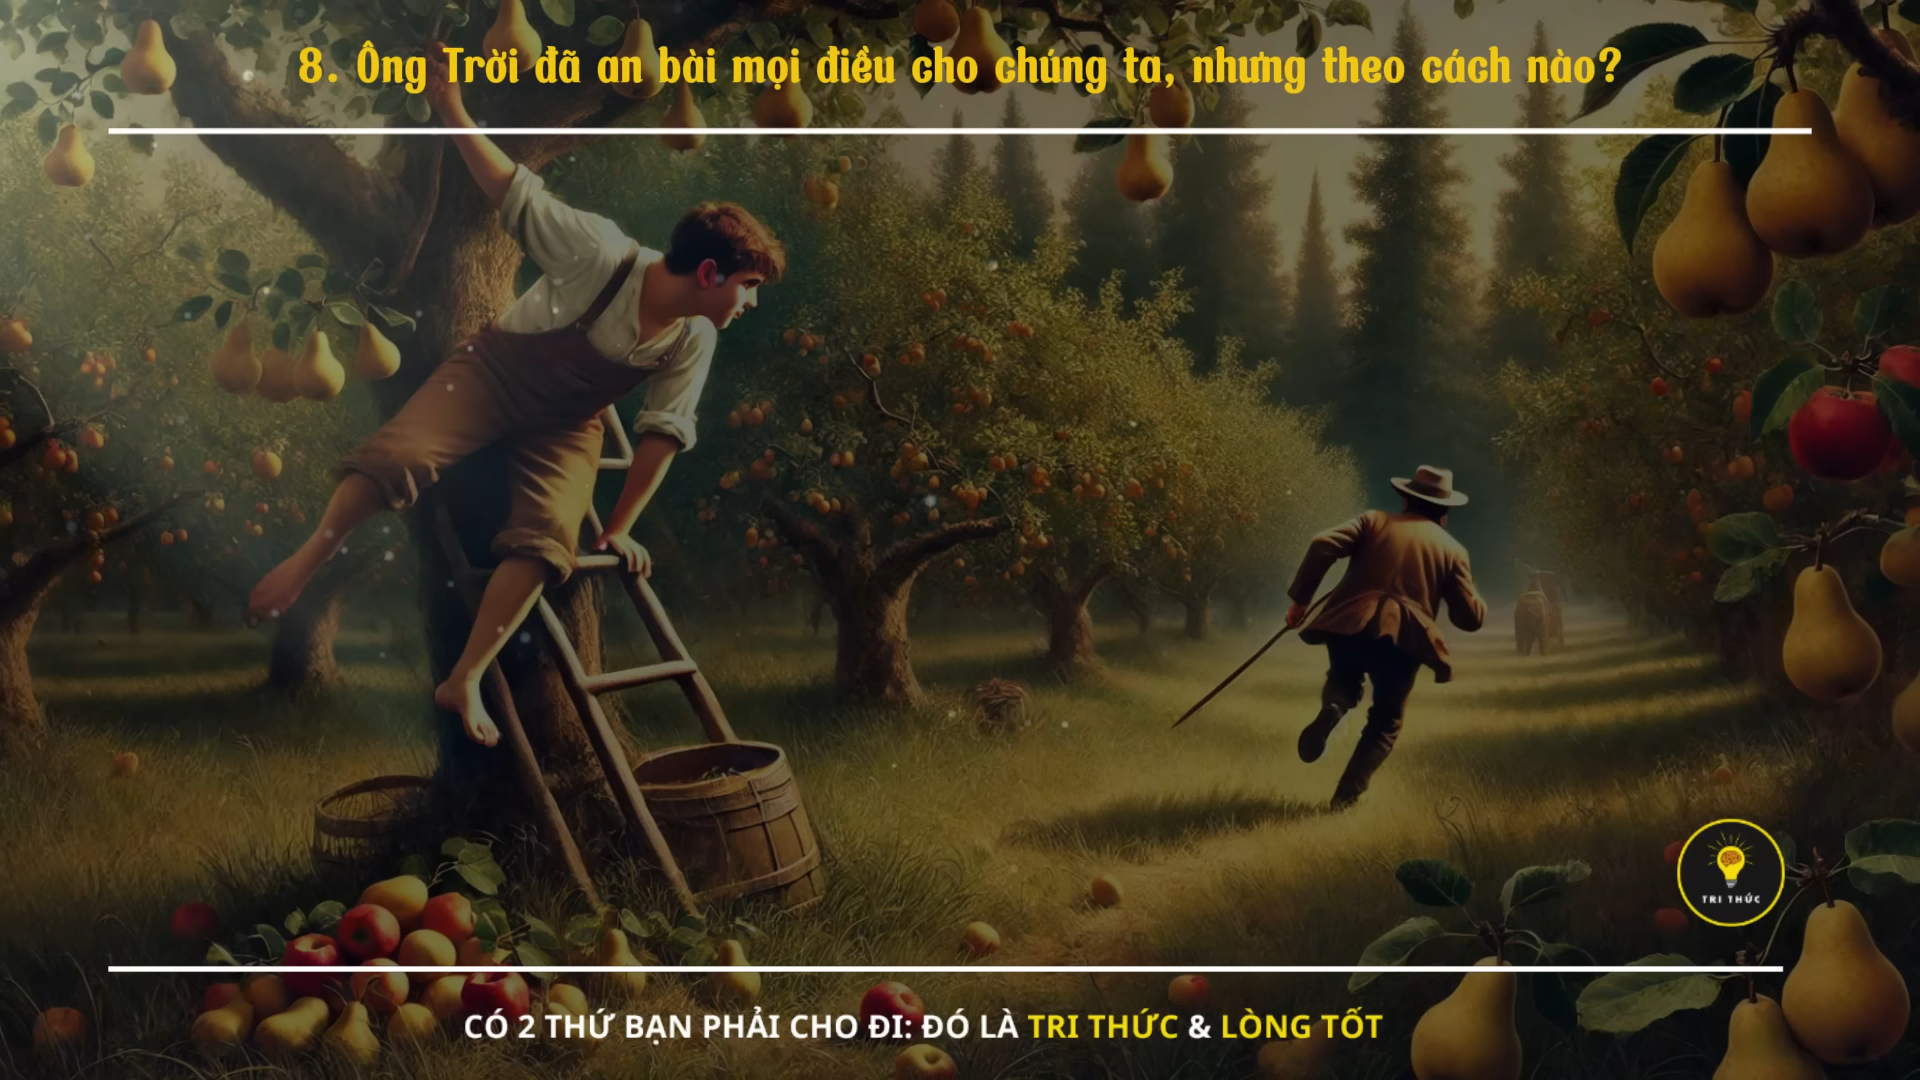 8. Ông Trời đã an bài mọi điều cho chúng ta, nhưng theo cách nào?
TRI THỨC
CÓ 2 THỨ BẠN PHẢI CHO ĐI: ĐÓ LÀ TRI THỨC & LÒNG TỐT